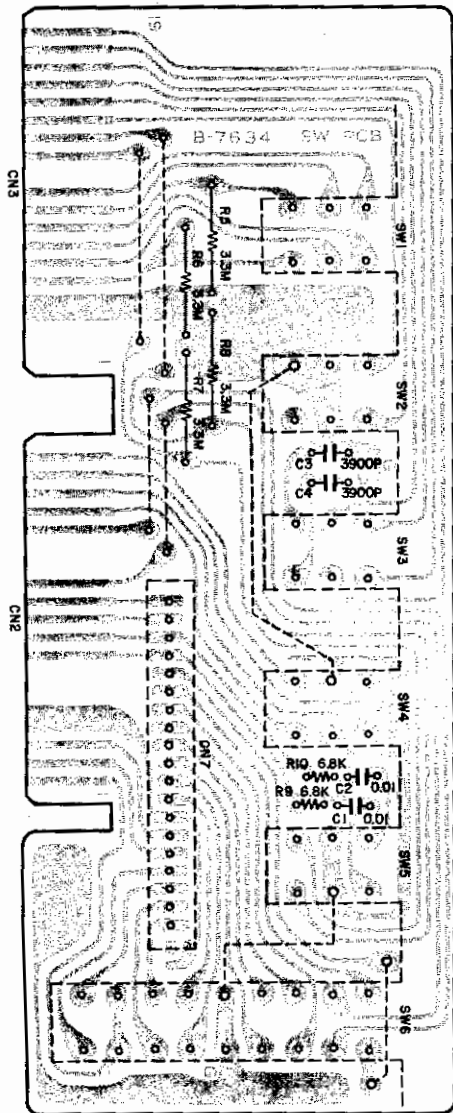 51
B-7634 SW PCB
CN3
SW1
R5
3.3M
R6
3.3M
R8
3.3M
R7
3.3M
SW2
C3
3900P
C4
3900P
SW3
CN2
SW4
CN7
R10 6.8K
C2 0.01
R9 6.8K
C1 0.01
SW5
SW6